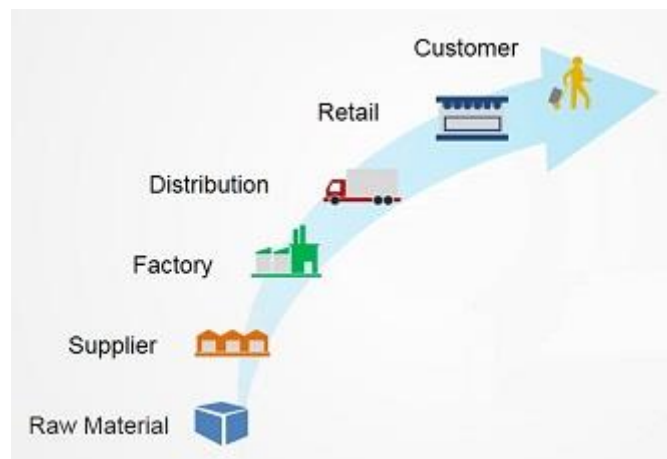 Customer
Retail
Distribution
Factory
Supplier
Raw Material